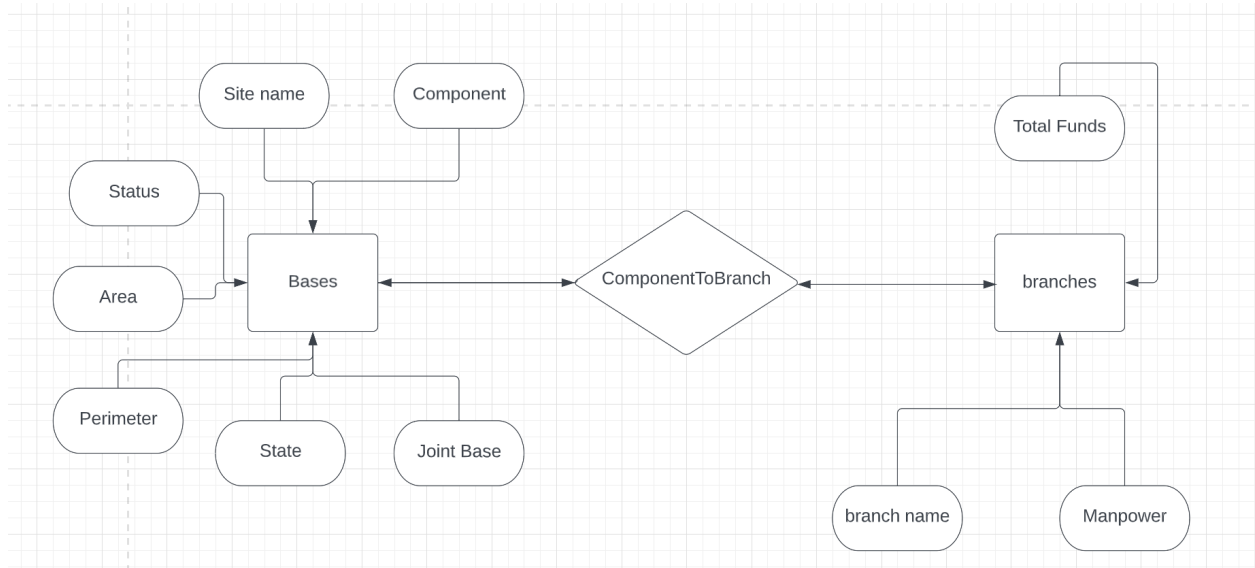 Site name
Component
Total Funds
Status
Bases
ComponentToBranch
branches
Area
Perimeter
State
Joint Base
branch name
Manpower